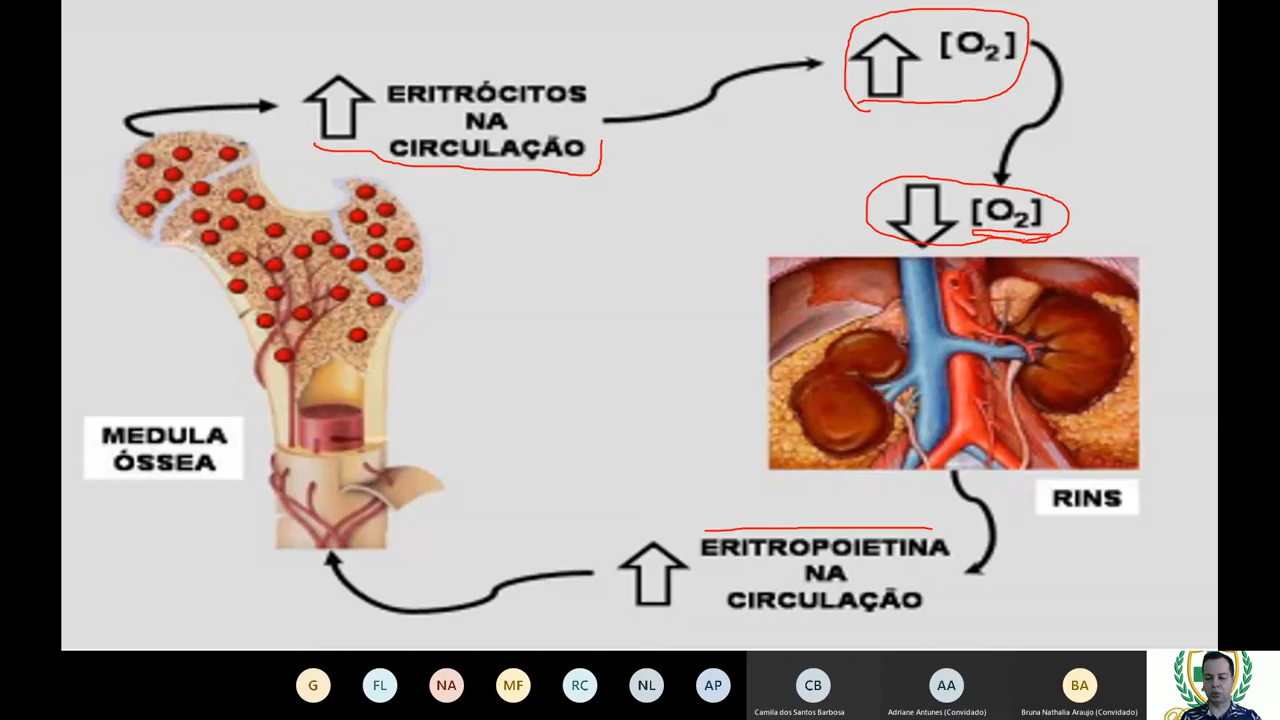 [O₂]
ERITRÓCITOS
NA
CIRCULAÇÃO
[O₂]
MEDULA
ÓSSEA
RINS
ERITROPOIETINA
NA
CIRCULAÇÃO
G
FL
NA
MF
RC
NL
AP
CB
AA
BA
Camila dos Santos Barbosa
Adriane Antunes (Convidado)
Bruna Nathalia Araujo (Convidado)